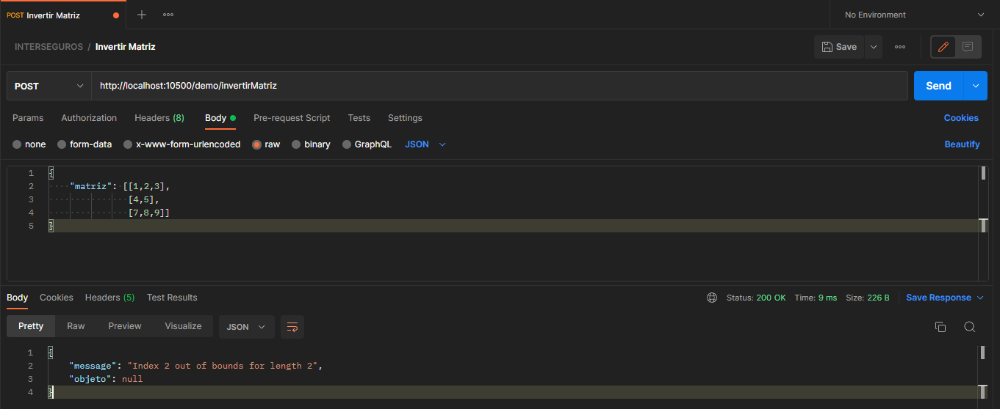 POST Invertir Matriz
No Environment
INTERSEGUROS / Invertir Matriz
Save
POST http://localhost:10500/demo/invertirMatriz Send
Params Authorization Headers (8) Body Pre-request Script Tests Settings Cookies
none form-data x-www-form-urlencoded raw binary GraphQL JSON Beautify
1 {
2 "matriz": [[1,2,3],
3 [4,5],
4 [7,8,9]]
5 }
Body Cookies Headers (5) Test Results Status: 200 OK Time: 9 ms Size: 226 B Save Response
Pretty Raw Preview Visualize JSON
1 {
2 "message": "Index 2 out of bounds for length 2",
3 "objeto": null
4 }